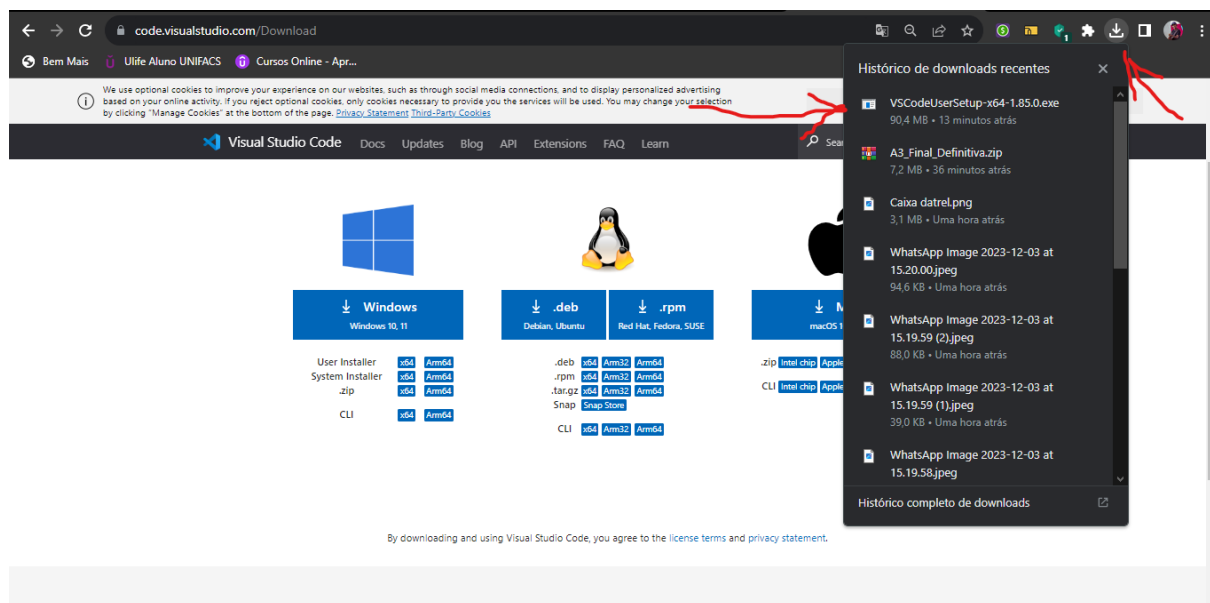 code.visualstudio.com/Download
1
Bem Mais
Ulife Aluno UNIFACS
Cursos Online - Apr...
We use optional cookies to improve your experience on our websites, such as through social media connections, and to display personalized advertising
based on your online activity. If you reject optional cookies, only cookies necessary to provide you the services will be used. You may change your selection
by clicking "Manage Cookies" at the bottom of the page. Privacy Statement Third-Party Cookies
Visual Studio Code Docs Updates Blog API Extensions FAQ Learn
Windows
Windows 10, 11
User Installer x64 Arm64
System Installer x64 Arm64
.zip x64 Arm64
CLI x64 Arm64
.deb
Debian, Ubuntu
.rpm
Red Hat, Fedora, SUSE
.deb x64 Arm32 Arm64
.rpm x64 Arm32 Arm64
.tar.gz x64 Arm32 Arm64
Snap Snap Store
CLI x64 Arm32 Arm64
.zip Intel chip
CLI Intel chip
By downloading and using Visual Studio Code, you agree to the license terms and privacy statement.
Histórico de downloads recentes
VSCodeUserSetup-x64-1.85.0.exe
90,4 MB • 13 minutos atrás
A3_Final_Definitiva.zip
7,2 MB • 36 minutos atrás
Caixa datrel.png
3,1 MB • Uma hora atrás
WhatsApp Image 2023-12-03 at
15.20.00.jpeg
94,6 KB • Uma hora atrás
WhatsApp Image 2023-12-03 at
15.19.59 (2).jpeg
88,0 KB • Uma hora atrás
WhatsApp Image 2023-12-03 at
15.19.59 (1).jpeg
39,0 KB • Uma hora atrás
WhatsApp Image 2023-12-03 at
15.19.58.jpeg
Histórico completo de downloads